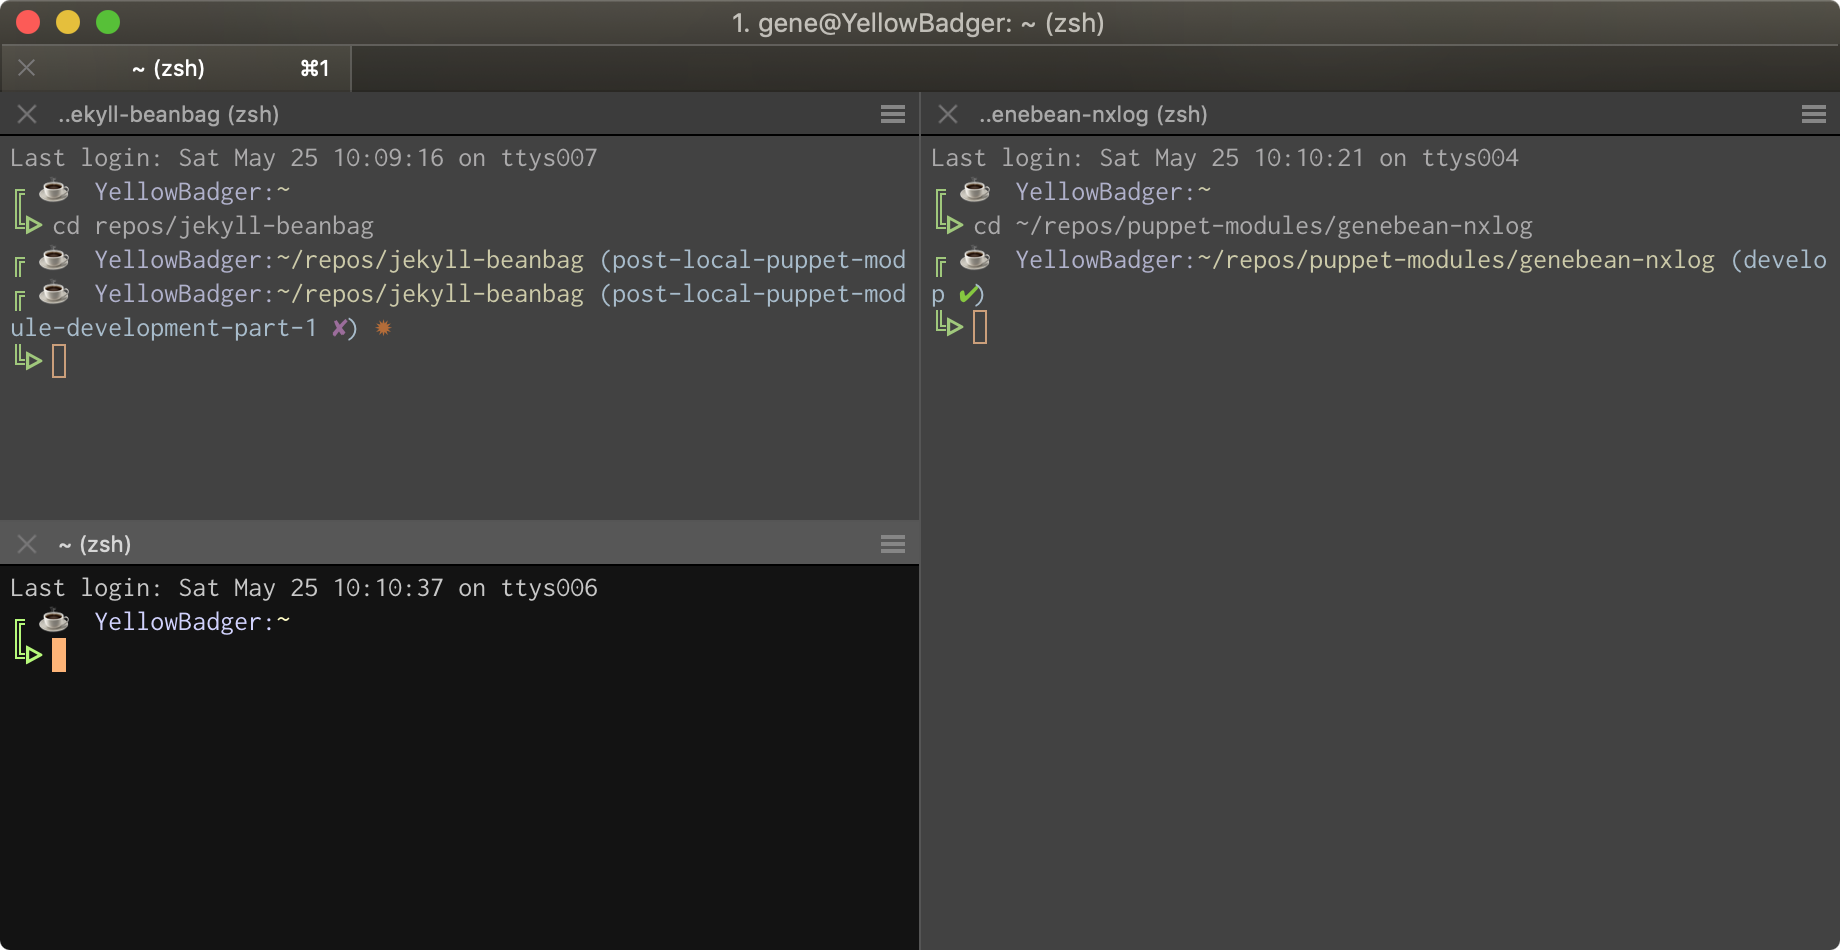 1. gene@YellowBadger: ~ (zsh)
~ (zsh) ⌘1
..ekyll-beanbag (zsh)
Last login: Sat May 25 10:09:16 on ttys007
╔ ☕ YellowBadger:~
╚▷ cd repos/jekyll-beanbag
╔ ☕ YellowBadger:~/repos/jekyll-beanbag (post-local-puppet-mod
╔ ☕ YellowBadger:~/repos/jekyll-beanbag (post-local-puppet-mod
ule-development-part-1 ✘) ✹
╚▷
~ (zsh)
Last login: Sat May 25 10:10:37 on ttys006
╔ ☕ YellowBadger:~
╚▷
..enebean-nxlog (zsh)
Last login: Sat May 25 10:10:21 on ttys004
╔ ☕ YellowBadger:~
╚▷ cd ~/repos/puppet-modules/genebean-nxlog
╔ ☕ YellowBadger:~/repos/puppet-modules/genebean-nxlog (develo
p ✔)
╚▷